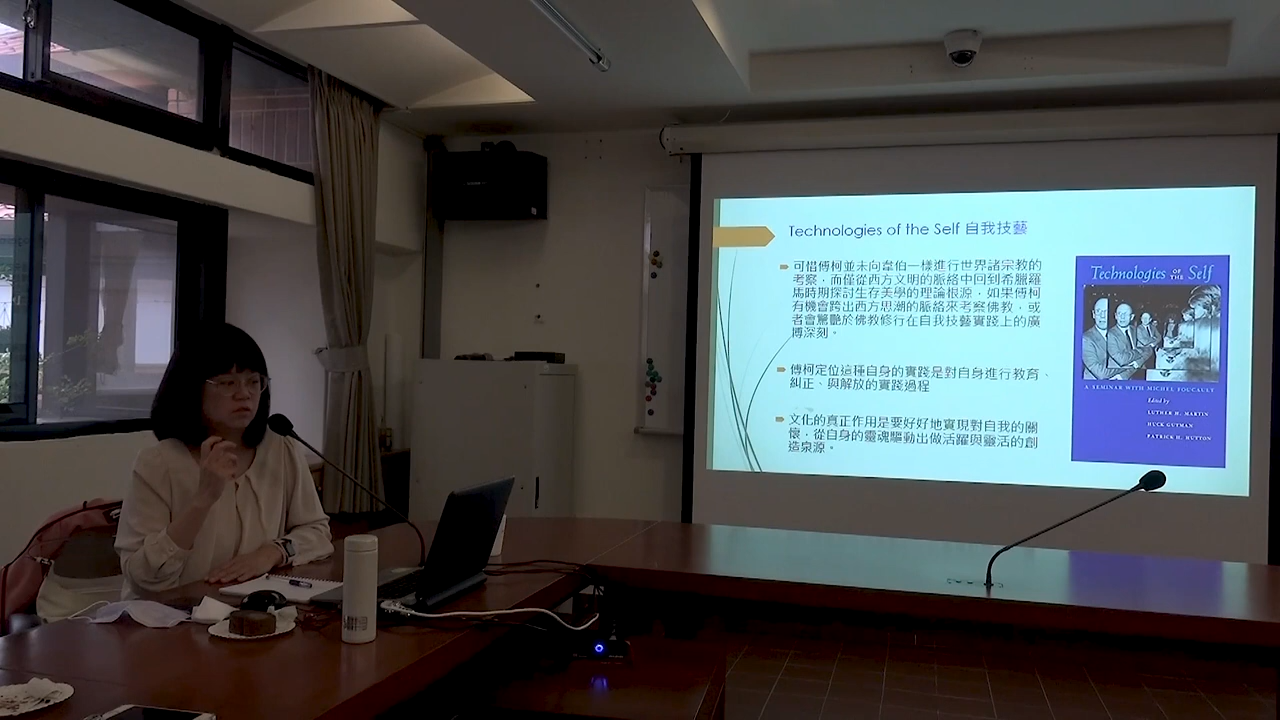 Technologies of the Self 自我技藝
可惜傅柯並未向韋伯一樣進行世界諸宗教的
考察，而僅從西方文明的脈絡中回到希臘羅
馬時期探討生存美學的理論根源，如果傅柯
有機會跨出西方思潮的脈絡來考察佛教，或
者會驚艷於佛教修行在自我技藝實踐上的廣
博深刻。
傅柯定位這種自身的實踐是對自身進行教育、
糾正、與解放的實踐過程
文化的真正作用是要好好地實現對自我的關
懷，從自身的靈魂驅動出做活躍與靈活的創
造泉源。
Technologies OF THE Self
A SEMINAR WITH MICHEL FOUCAULT
Edited by
LUTHER H. MARTIN
HUCK GUTMAN
PATRICK H. HUTTON